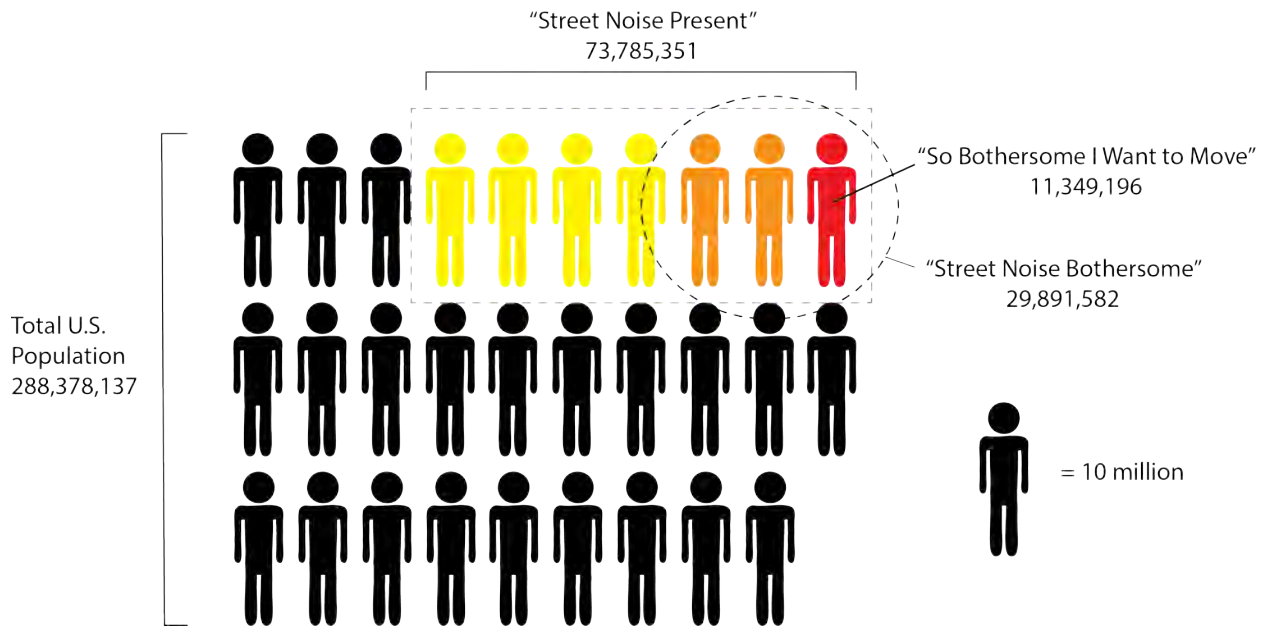 “Street Noise Present”
73,785,351
“So Bothersome I Want to Move”
11,349,196
“Street Noise Bothersome”
29,891,582
Total U.S.
Population
288,378,137
= 10 million